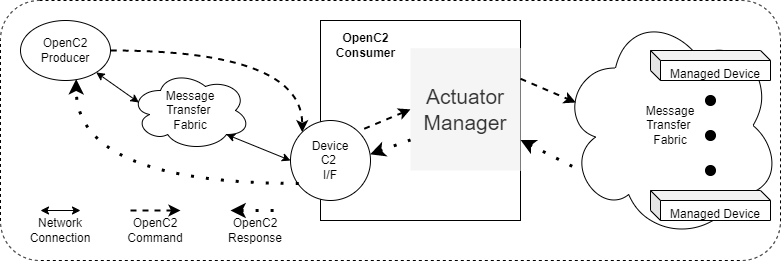 OpenC2
Producer
Message
Transfer
Fabric
OpenC2
Consumer
Device
C2
I/F
Actuator
Manager
Managed Device
Message
Transfer
Fabric
Managed Device
Network
Connection
OpenC2
Command
OpenC2
Response